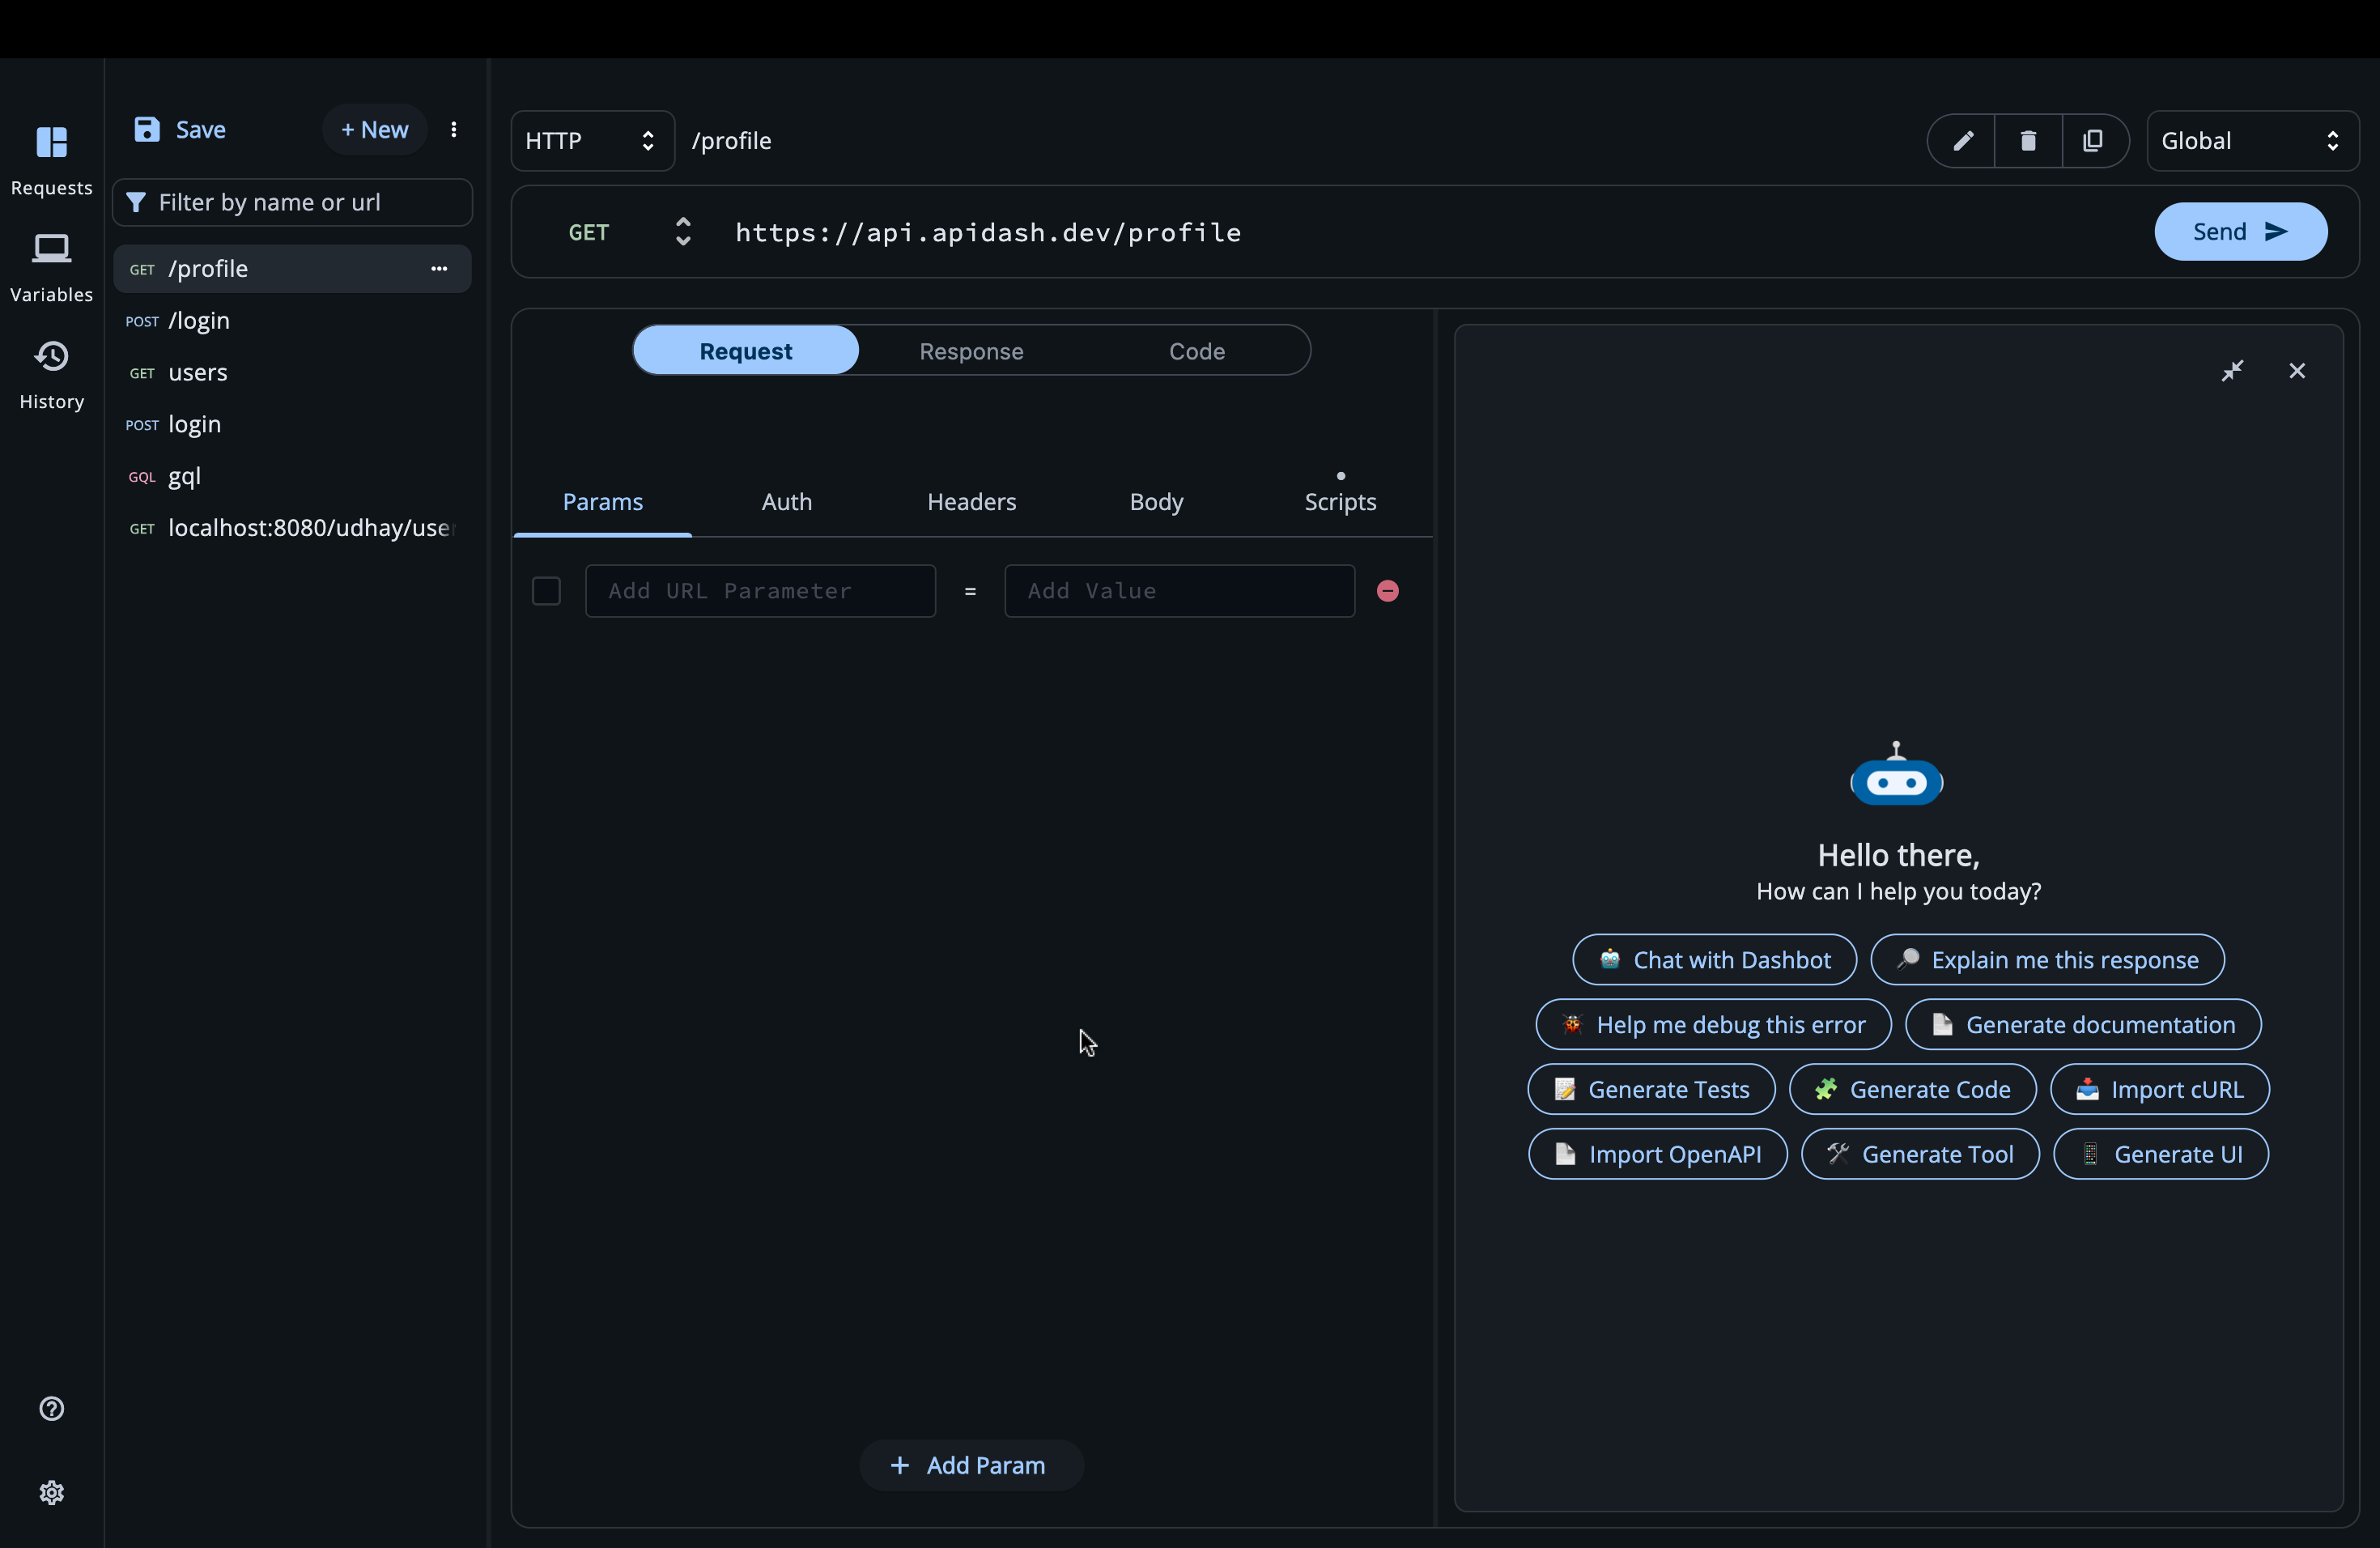 Requests
Variables
History
Save
+ New
Filter by name or url
GET /profile
POST /login
GET users
POST login
GQL gql
GET localhost:8080/udhay/use
HTTP
/profile
Global
GET
https://api.apidash.dev/profile
Send
Request
Response
Code
Params
Auth
Headers
Body
Scripts
Add URL Parameter
=
Add Value
+ Add Param
Hello there,
How can I help you today?
Chat with Dashbot
Explain me this response
Help me debug this error
Generate documentation
Generate Tests
Generate Code
Import cURL
Import OpenAPI
Generate Tool
Generate UI